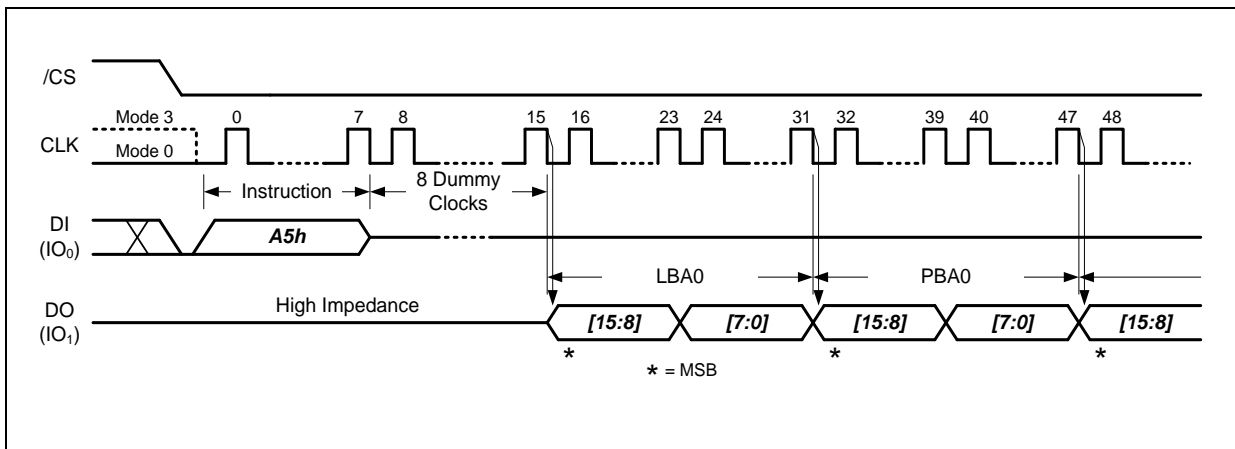 /CS
Mode 3 0 7 8 15 16 23 24 31 32 39 40 47 48
CLK
Mode 0
Instruction
8 Dummy
Clocks
DI
(IO₀)
A5h
LBA0 PBA0
DO
(IO₁)
High Impedance
[15:8] [7:0] [15:8] [7:0] [15:8]
* * *
* = MSB